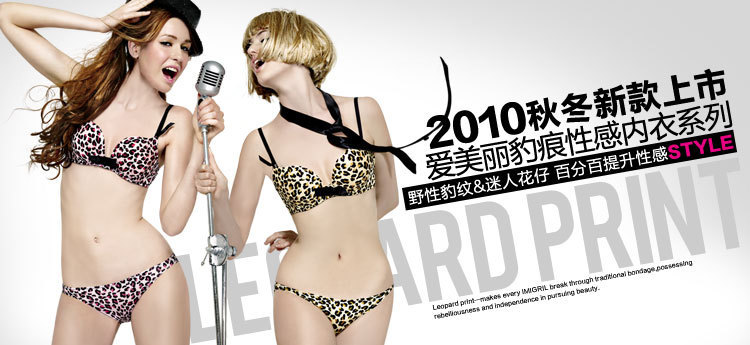 2010秋冬新款上市
爱美丽豹痕性感内衣系列
野性豹纹&迷人花仔 百分百提升性感STYLE
LEOPARD PRINT
Leopard print—makes every IMIGRIL break through traditional bondage,possessing
rebelliousness and independence in pursuing beauty.